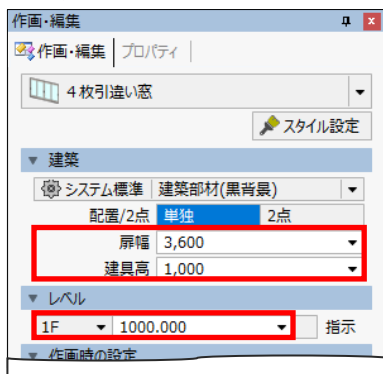 作画・編集
作画・編集 プロパティ
4枚引違い窓
スタイル設定
建築
システム標準 建築部材(黒背景)
配置/2点 単独 2点
扉幅 3,600
建具高 1,000
レベル
1F 1000.000 指示
作画時の設定